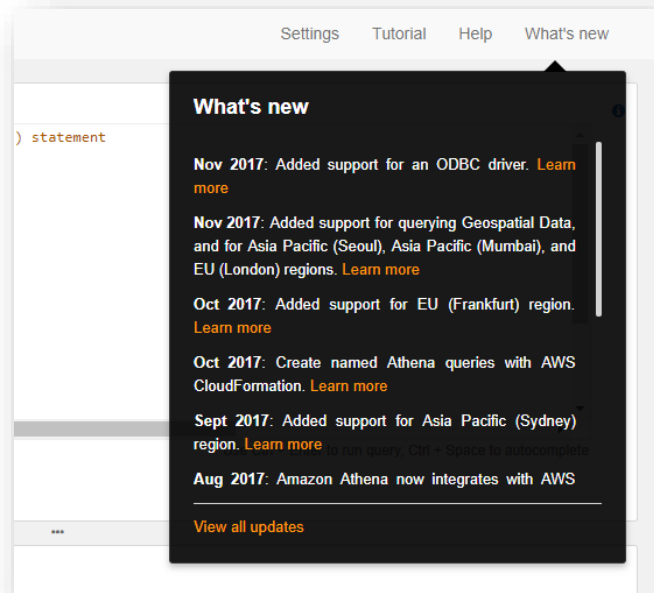 Settings Tutorial Help What's new
What's new
) statement
Nov 2017: Added support for an ODBC driver. Learn
more
Nov 2017: Added support for querying Geospatial Data,
and for Asia Pacific (Seoul), Asia Pacific (Mumbai), and
EU (London) regions. Learn more
Oct 2017: Added support for EU (Frankfurt) region.
Learn more
Oct 2017: Create named Athena queries with AWS
CloudFormation. Learn more
Sept 2017: Added support for Asia Pacific (Sydney)
region. Learn more
to run query, Ctrl + Space to autocomplete
Aug 2017: Amazon Athena now integrates with AWS
View all updates